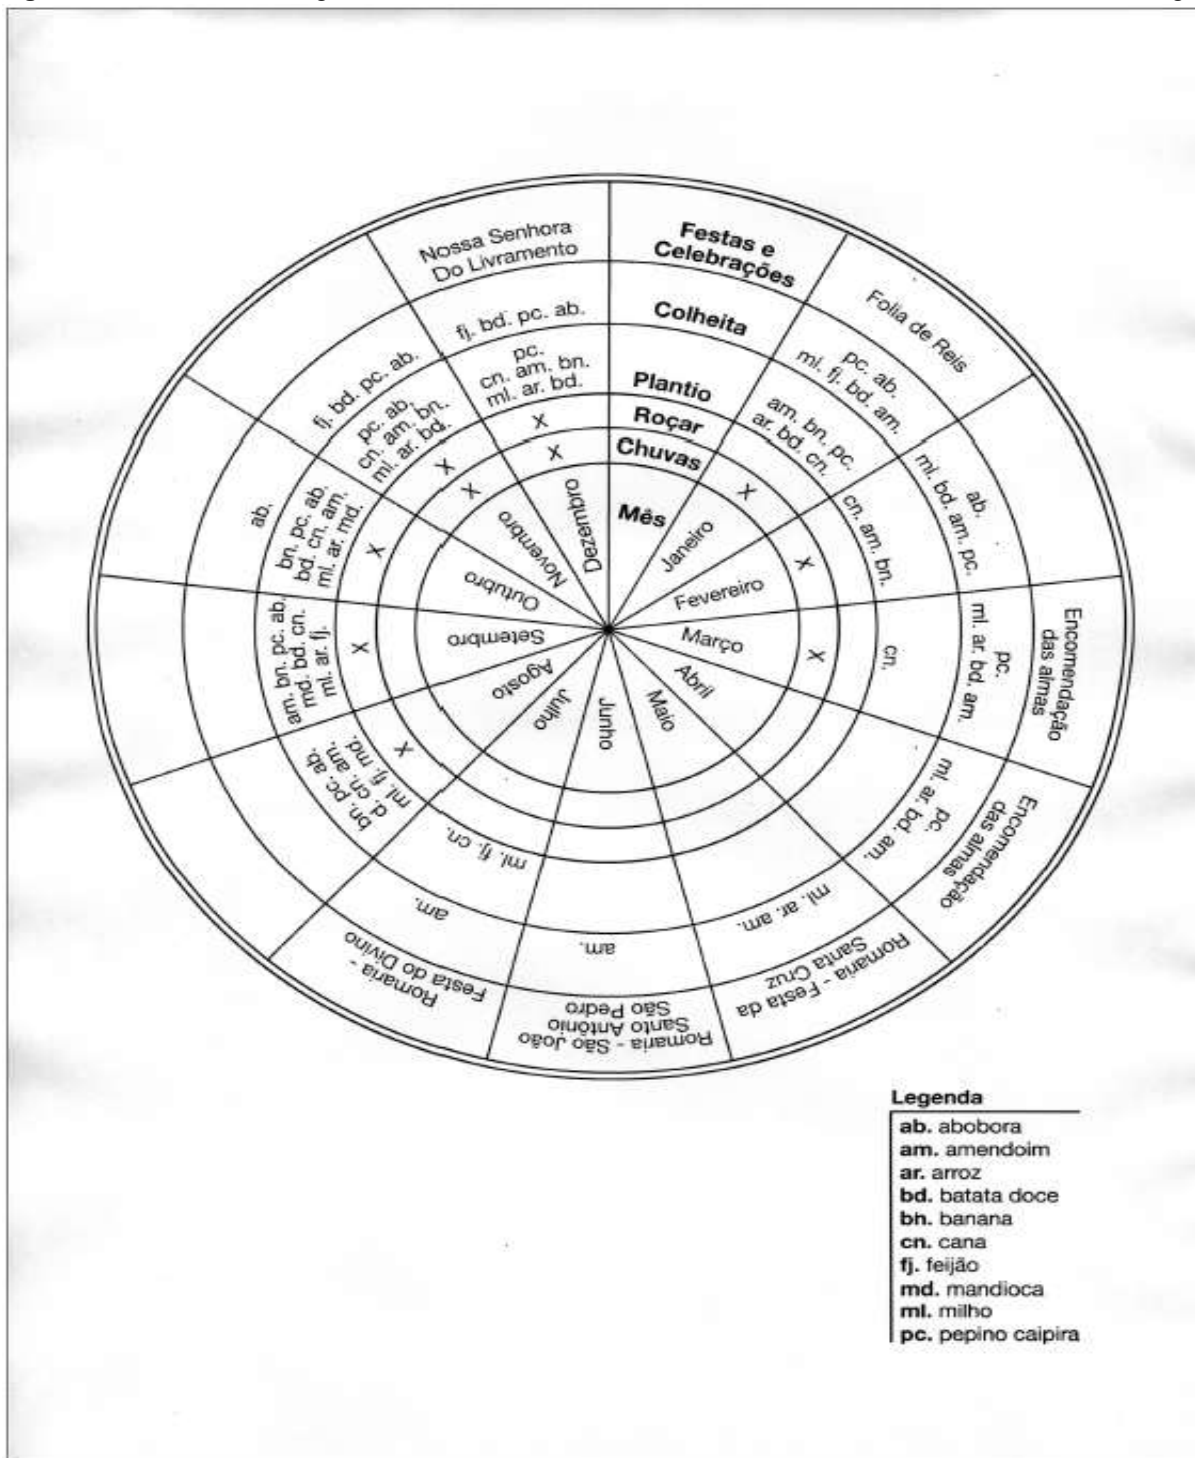 Festas e
Celebrações
Colheita
Plantio
Roçar
Chuvas
Mês
Folia de Reis
pc. ab.
ml. fj. bd. am.
am. bn. pc.
ar. bd. cn.
X
Janeiro
ab.
ml. bd. am. pc.
cn. am. bn.
X
Fevereiro
Encomendação
das almas
pc.
ml. ar. bd. am.
cn.
X
Março
Encomendação
das almas
pc.
ml. ar. bd. am.
Abril
Romaria - Festa da
Santa Cruz
ml. ar. am.
Maio
Romaria - São João
Santo Antônio
São Pedro
am.
Junho
Romaria -
Festa do Divino
am.
ml. fj. cn.
Julho
bn. pc. ab.
d. cn. am.
ml. fj. md.
X
Agosto
am. bn. pc. ab.
md. bd. cn.
ml. ar. fj.
X
Setembro
ab.
bn. pc. ab.
bd. cn. am.
ml. ar. md.
X
Outubro
fj. bd. pc. ab.
pc. ab.
cn. am. bn.
ml. ar. bd.
X
X
Novembro
Nossa Senhora
Do Livramento
fj. bd. pc. ab.
pc.
cn. am. bn.
ml. ar. bd.
X
X
Dezembro
Legenda
ab. abobora
am. amendoim
ar. arroz
bd. batata doce
bn. banana
cn. cana
fj. feijão
md. mandioca
ml. milho
pc. pepino caipira